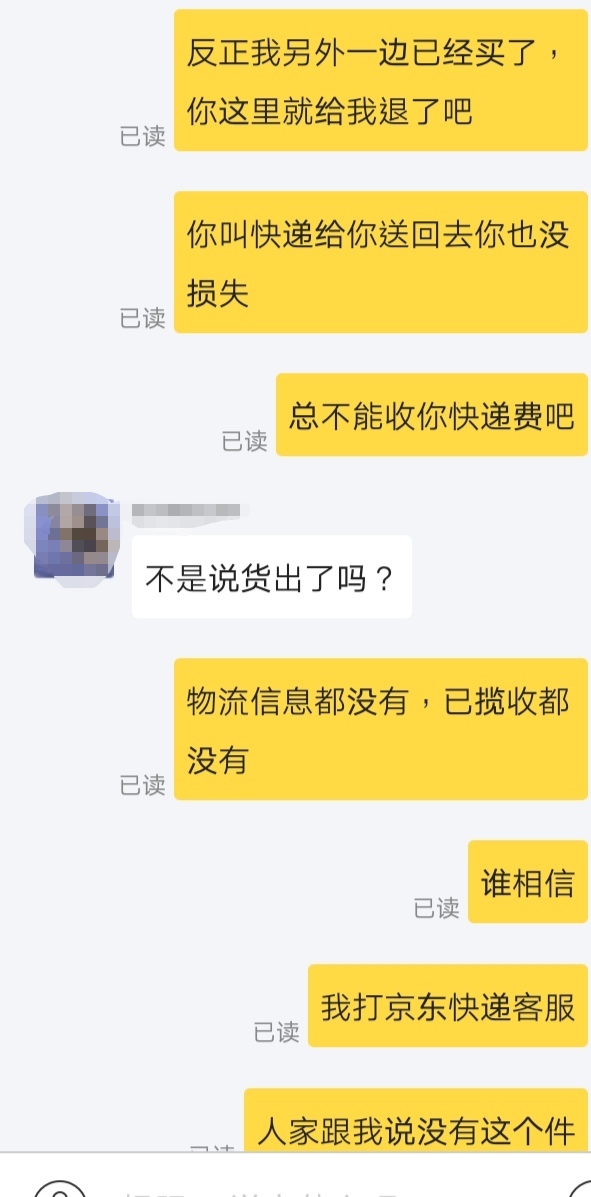 反正我另外一边已经买了，
你这里就给我退了吧
已读
你叫快递给你送回去你也没
损失
已读
总不能收你快递费吧
已读
不是说货出了吗？
物流信息都没有，已揽收都
没有
已读
谁相信
已读
我打京东快递客服
已读
人家跟我说没有这个件